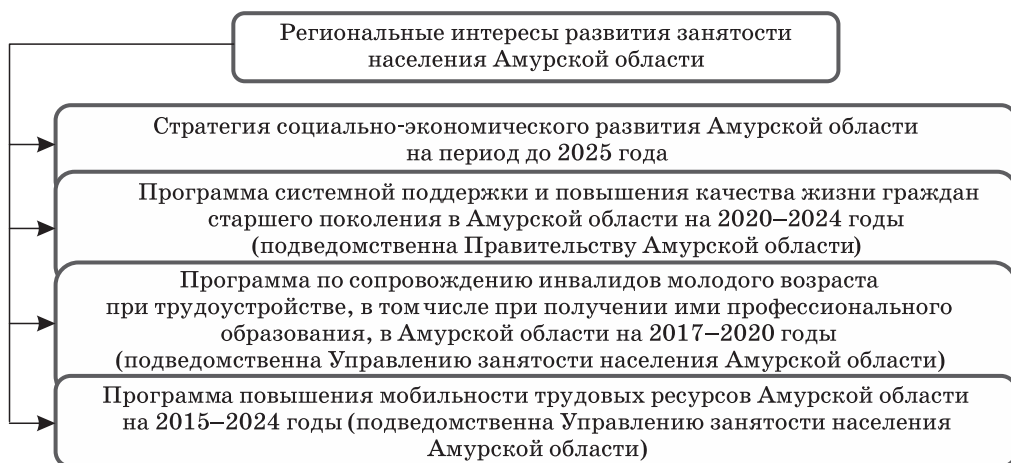 Региональные интересы развития занятости
населения Амурской области
Стратегия социально-экономического развития Амурской области
на период до 2025 года
Программа системной поддержки и повышения качества жизни граждан
старшего поколения в Амурской области на 2020–2024 годы
(подведомственна Правительству Амурской области)
Программа по сопровождению инвалидов молодого возраста
при трудоустройстве, в том числе при получении ими профессионального
образования, в Амурской области на 2017–2020 годы
(подведомственна Управлению занятости населения Амурской области)
Программа повышения мобильности трудовых ресурсов Амурской области
на 2015–2024 годы (подведомственна Управлению занятости населения
Амурской области)